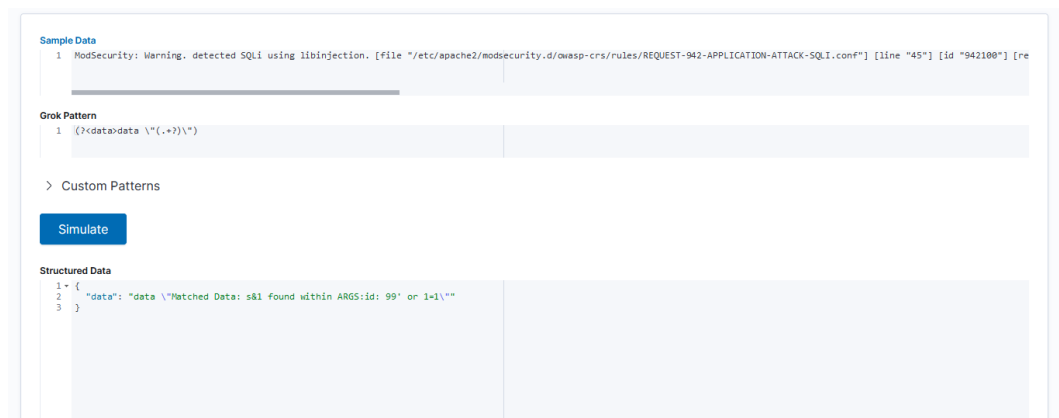 Sample Data
1 ModSecurity: Warning. detected SQLi using libinjection. [file "/etc/apache2/modsecurity.d/owasp-crs/rules/REQUEST-942-APPLICATION-ATTACK-SQLI.conf"] [line "45"] [id "942100"] [re
Grok Pattern
1 (?<data>data \"(.+?)\")
Custom Patterns
Simulate
Structured Data
1 {
2 "data": "data \"Matched Data: s&1 found within ARGS:id: 99' or 1=1\""
3 }